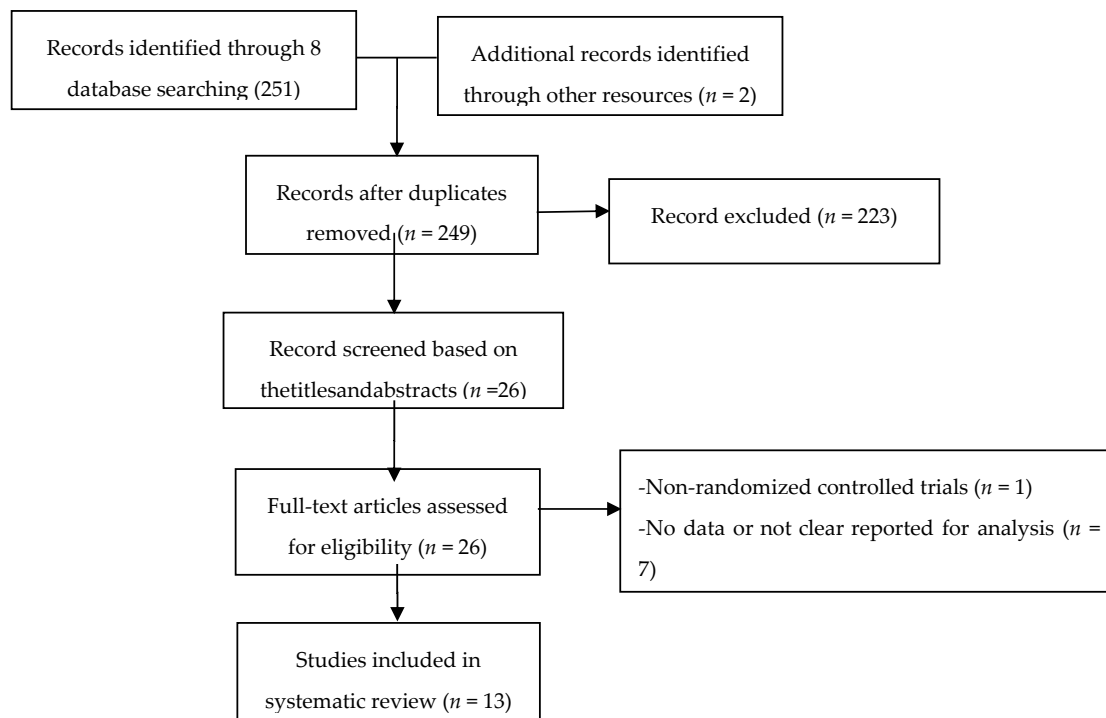 Records identified through 8
database searching (251)
Additional records identified
through other resources (n = 2)
Records after duplicates
removed (n = 249)
Record excluded (n = 223)
Record screened based on
thetitlesandabstracts (n =26)
Full-text articles assessed
for eligibility (n = 26)
-Non-randomized controlled trials (n = 1)
-No data or not clear reported for analysis (n =
7)
Studies included in
systematic review (n = 13)